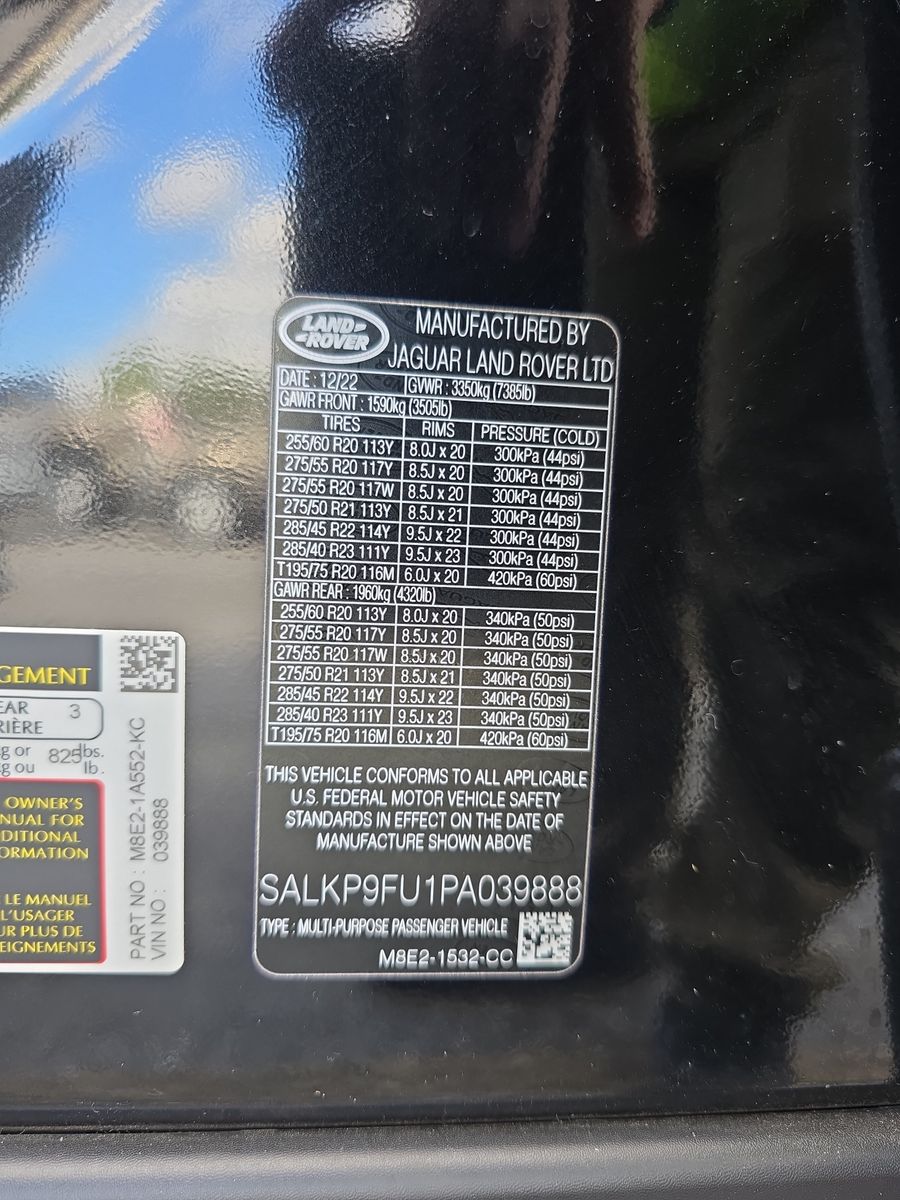 LAND-
-ROVER
MANUFACTURED BY
JAGUAR LAND ROVER LTD
DATE : 12/22 GVWR : 3350kg (7385lb)
GAWR FRONT : 1590kg (3505lb)
TIRES RIMS PRESSURE (COLD)
255/60 R20 113Y 8.0J x 20 300kPa (44psi)
275/55 R20 117Y 8.5J x 20 300kPa (44psi)
275/55 R20 117W 8.5J x 20 300kPa (44psi)
275/50 R21 113Y 8.5J x 21 300kPa (44psi)
285/45 R22 114Y 9.5J x 22 300kPa (44psi)
285/40 R23 111Y 9.5J x 23 300kPa (44psi)
T195/75 R20 116M 6.0J x 20 420kPa (60psi)
GAWR REAR : 1960kg (4320lb)
255/60 R20 113Y 8.0J x 20 340kPa (50psi)
275/55 R20 117Y 8.5J x 20 340kPa (50psi)
275/55 R20 117W 8.5J x 20 340kPa (50psi)
275/50 R21 113Y 8.5J x 21 340kPa (50psi)
285/45 R22 114Y 9.5J x 22 340kPa (50psi)
285/40 R23 111Y 9.5J x 23 340kPa (50psi)
T195/75 R20 116M 6.0J x 20 420kPa (60psi)
THIS VEHICLE CONFORMS TO ALL APPLICABLE
U.S. FEDERAL MOTOR VEHICLE SAFETY
STANDARDS IN EFFECT ON THE DATE OF
MANUFACTURE SHOWN ABOVE
SALKP9FU1PA039888
TYPE : MULTI-PURPOSE PASSENGER VEHICLE
M8E2-1532-CC
GEMENT
EAR 3
RIÈRE
kg or 825 lbs.
kg ou lb.
OWNER'S
NUAL FOR
DITIONAL
ORMATION
LE MANUEL
L'USAGER
UR PLUS DE
EIGNEMENTS
PART NO : M8E2-1A552-KC
VIN NO : 039888